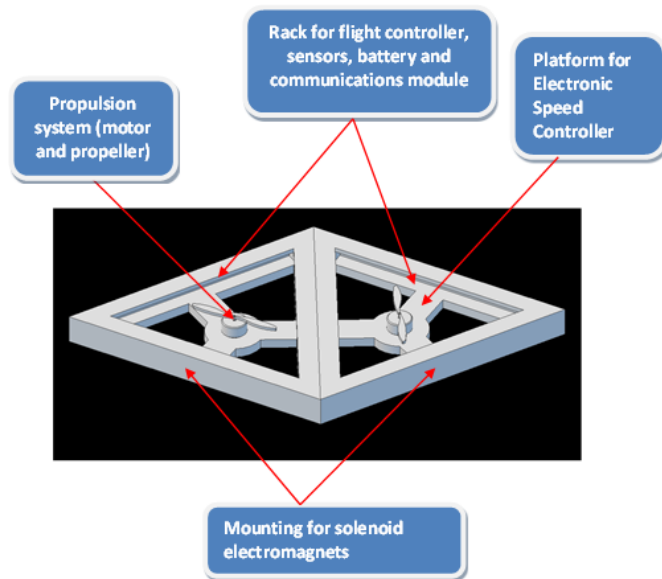 Rack for flight controller,
sensors, battery and
communications module
Platform for
Electronic
Speed
Controller
Propulsion
system (motor
and propeller)
Mounting for solenoid
electromagnets